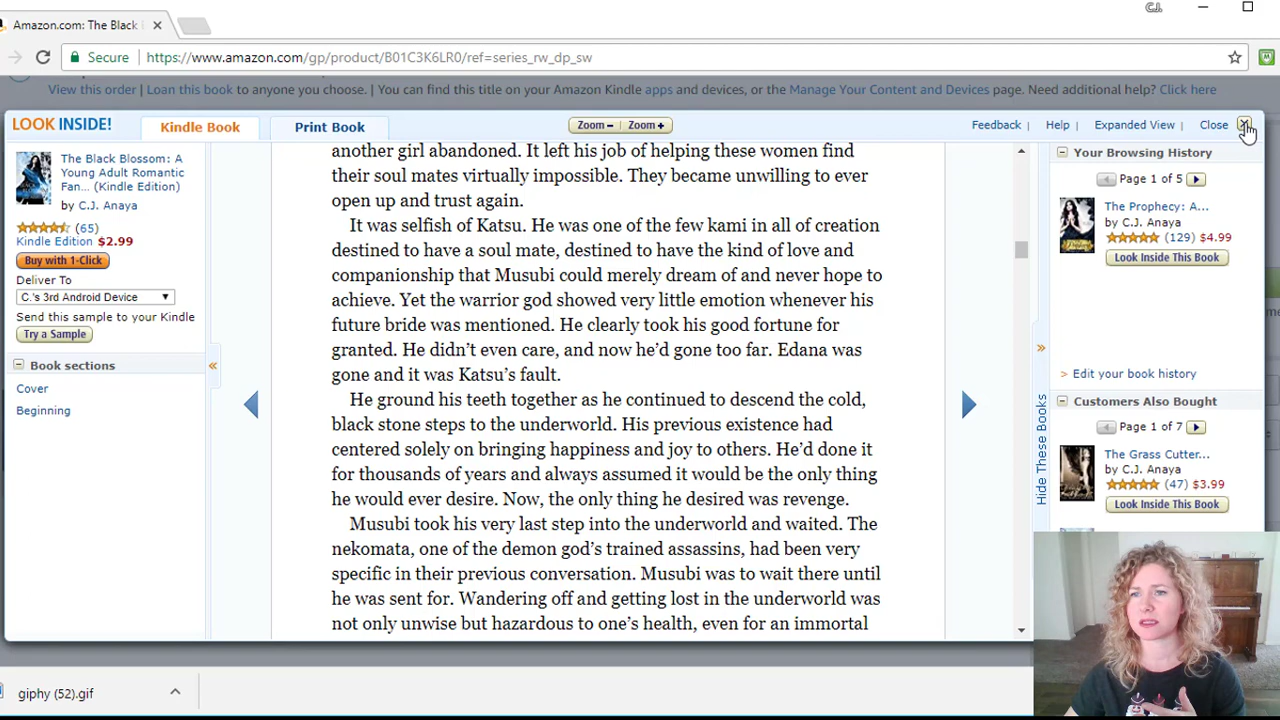 C.J.
Amazon.com: The Black
Secure https://www.amazon.com/gp/product/B01C3K6LR0/ref=series_rw_dp_sw
View this order | Loan this book to anyone you choose. | You can find this title on your Amazon Kindle apps and devices, or the Manage Your Content and Devices page. Need additional help? Click here
LOOK INSIDE!
Kindle Book
Print Book
Zoom – Zoom +
Feedback | Help | Expanded View | Close
The Black Blossom: A
Young Adult Romantic
Fan... (Kindle Edition)
by C.J. Anaya
(65)
Kindle Edition $2.99
Buy with 1-Click
Deliver To
C.'s 3rd Android Device
Send this sample to your Kindle
Try a Sample
Book sections
Cover
Beginning
another girl abandoned. It left his job of helping these women find
their soul mates virtually impossible. They became unwilling to ever
open up and trust again.
It was selfish of Katsu. He was one of the few kami in all of creation
destined to have a soul mate, destined to have the kind of love and
companionship that Musubi could merely dream of and never hope to
achieve. Yet the warrior god showed very little emotion whenever his
future bride was mentioned. He clearly took his good fortune for
granted. He didn't even care, and now he'd gone too far. Edana was
gone and it was Katsu's fault.
He ground his teeth together as he continued to descend the cold,
black stone steps to the underworld. His previous existence had
centered solely on bringing happiness and joy to others. He'd done it
for thousands of years and always assumed it would be the only thing
he would ever desire. Now, the only thing he desired was revenge.
Musubi took his very last step into the underworld and waited. The
nekomata, one of the demon god's trained assassins, had been very
specific in their previous conversation. Musubi was to wait there until
he was sent for. Wandering off and getting lost in the underworld was
not only unwise but hazardous to one's health, even for an immortal
Hide These Books
Your Browsing History
Page 1 of 5
The Prophecy: A...
by C.J. Anaya
(129) $4.99
Look Inside This Book
> Edit your book history
Customers Also Bought
Page 1 of 7
The Grass Cutter...
by C.J. Anaya
(47) $3.99
Look Inside This Book
giphy (52).gif